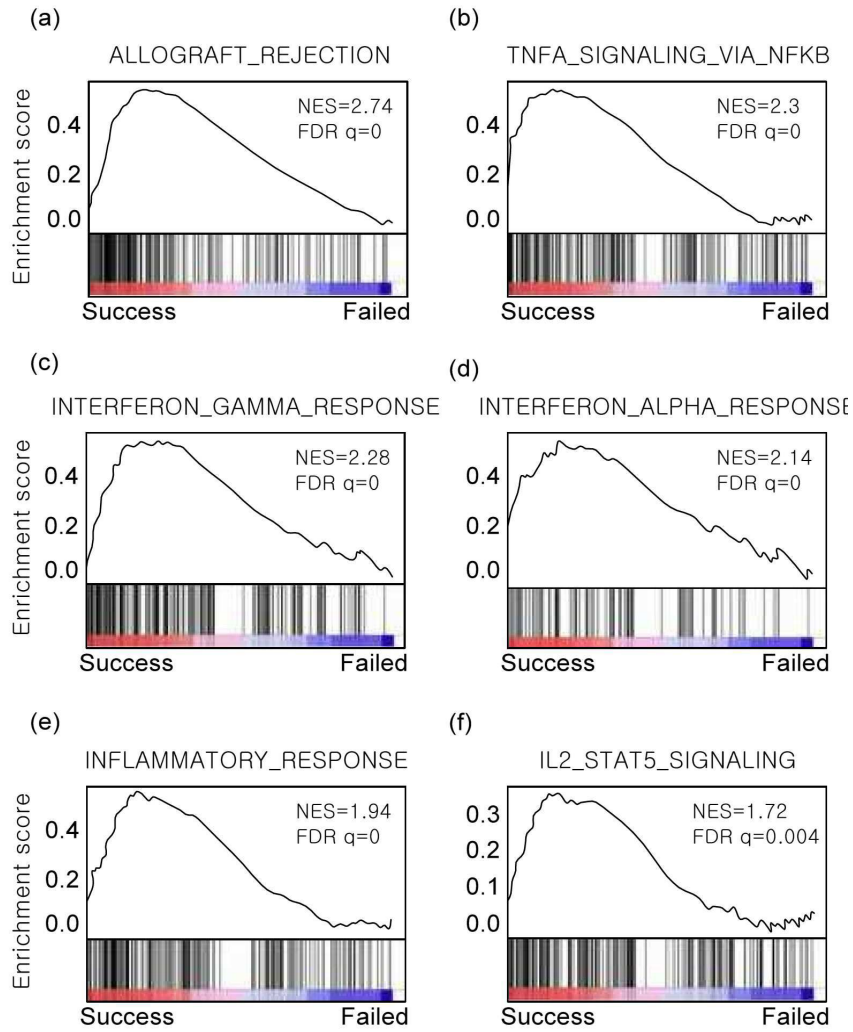 (a)
ALLOGRAFT_REJECTION
Enrichment score
0.4
0.2
0.0
NES=2.74
FDR q=0
Success Failed
(b)
TNFA_SIGNALING_VIA_NFKB
0.4
0.2
0.0
NES=2.3
FDR q=0
Success Failed
(c)
INTERFERON_GAMMA_RESPONSE
Enrichment score
0.4
0.2
0.0
NES=2.28
FDR q=0
Success Failed
(d)
INTERFERON_ALPHA_RESPONSE
0.4
0.2
0.0
NES=2.14
FDR q=0
Success Failed
(e)
INFLAMMATORY_RESPONSE
Enrichment score
0.4
0.2
0.0
NES=1.94
FDR q=0
Success Failed
(f)
IL2_STAT5_SIGNALING
0.3
0.2
0.1
0.0
NES=1.72
FDR q=0.004
Success Failed